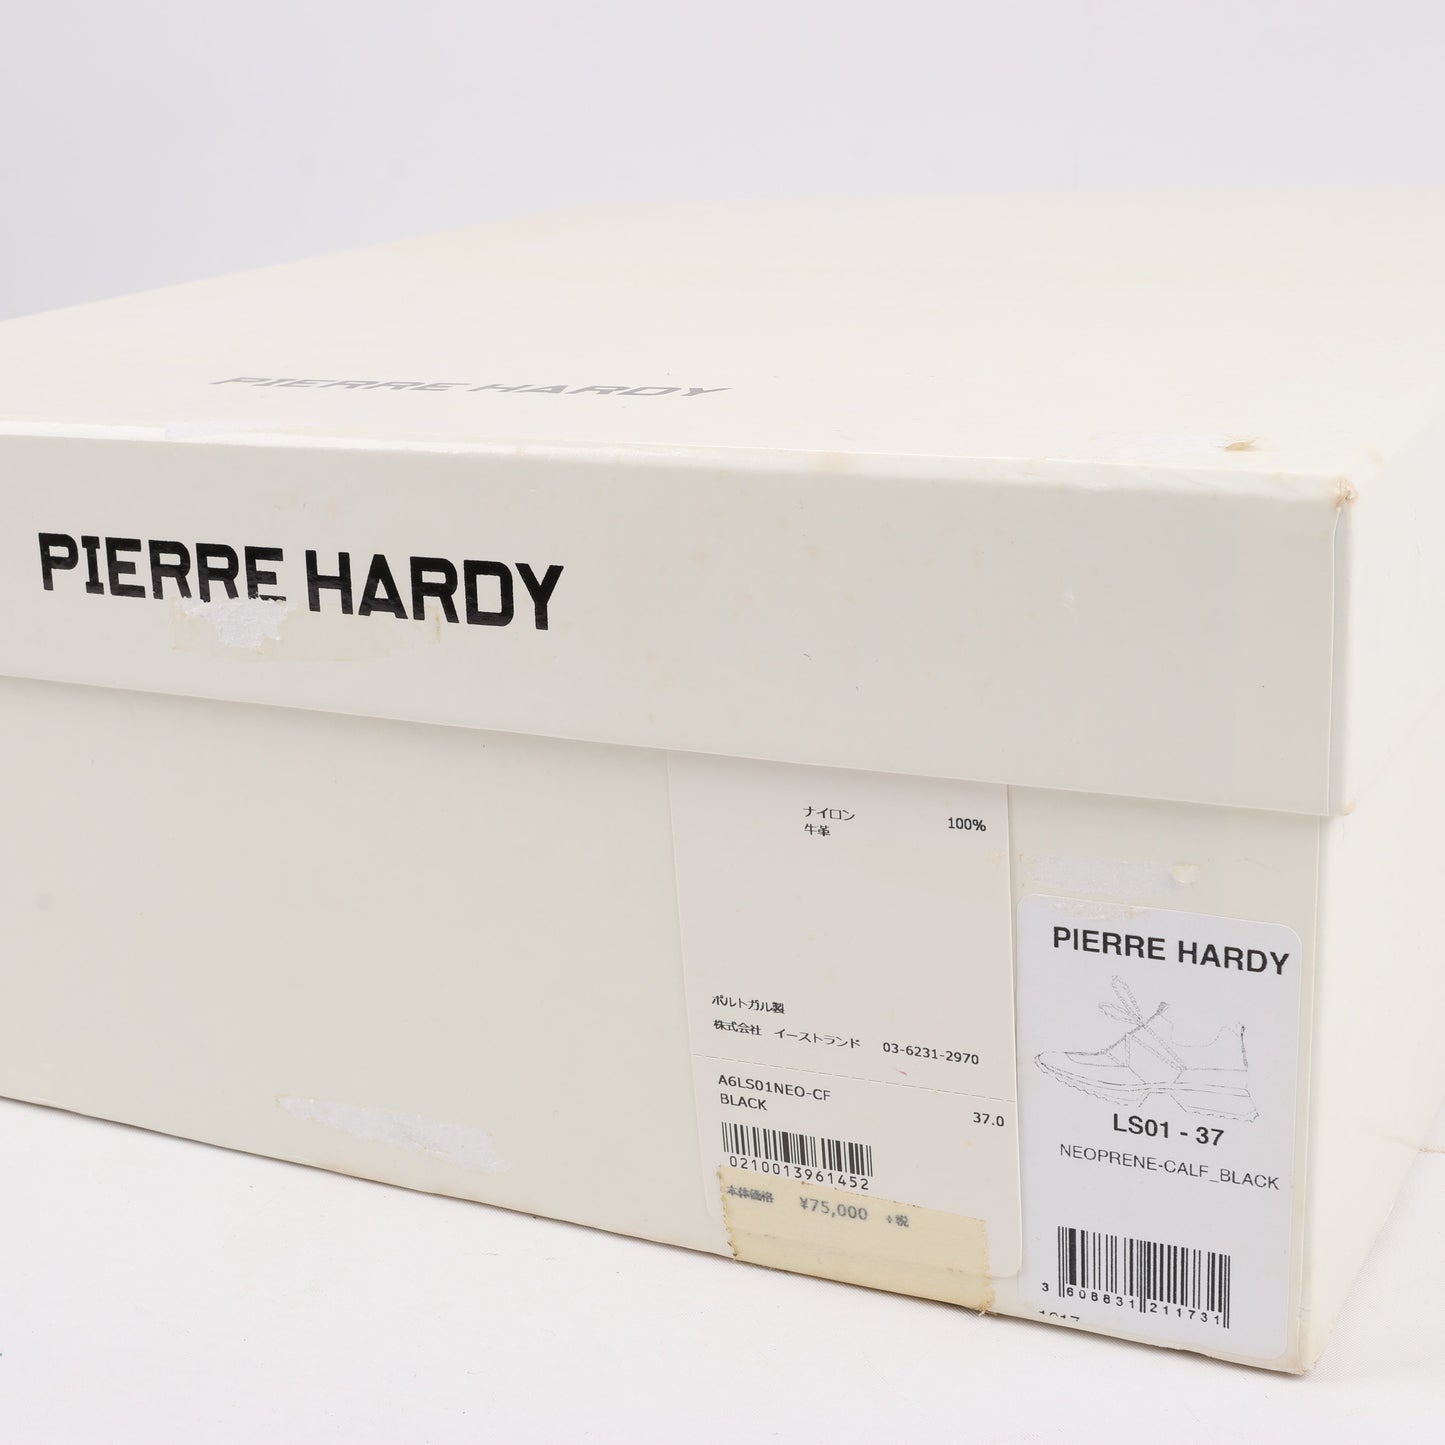 PIERRE HARDY
PIERRE HARDY
ナイロン 100%
牛革
ポルトガル製
株式会社 イーストランド 03-6231-2970
A6LS01NEO-CF
BLACK 37.0
0210013961452
本体価格 ¥75,000 +税
PIERRE HARDY
LS01 - 37
NEOPRENE-CALF_BLACK
3 608831 211731